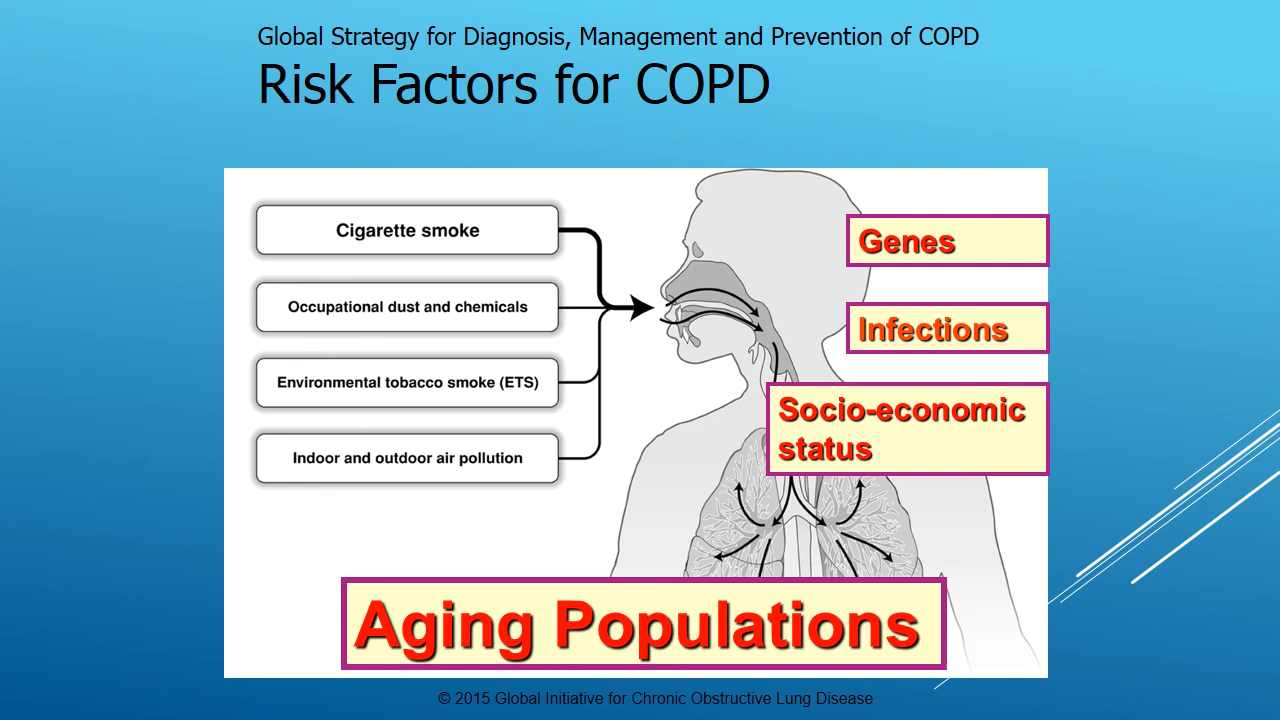 Global Strategy for Diagnosis, Management and Prevention of COPD
Risk Factors for COPD
Cigarette smoke
Occupational dust and chemicals
Environmental tobacco smoke (ETS)
Indoor and outdoor air pollution
Genes
Infections
Socio-economic
status
Aging Populations
© 2015 Global Initiative for Chronic Obstructive Lung Disease